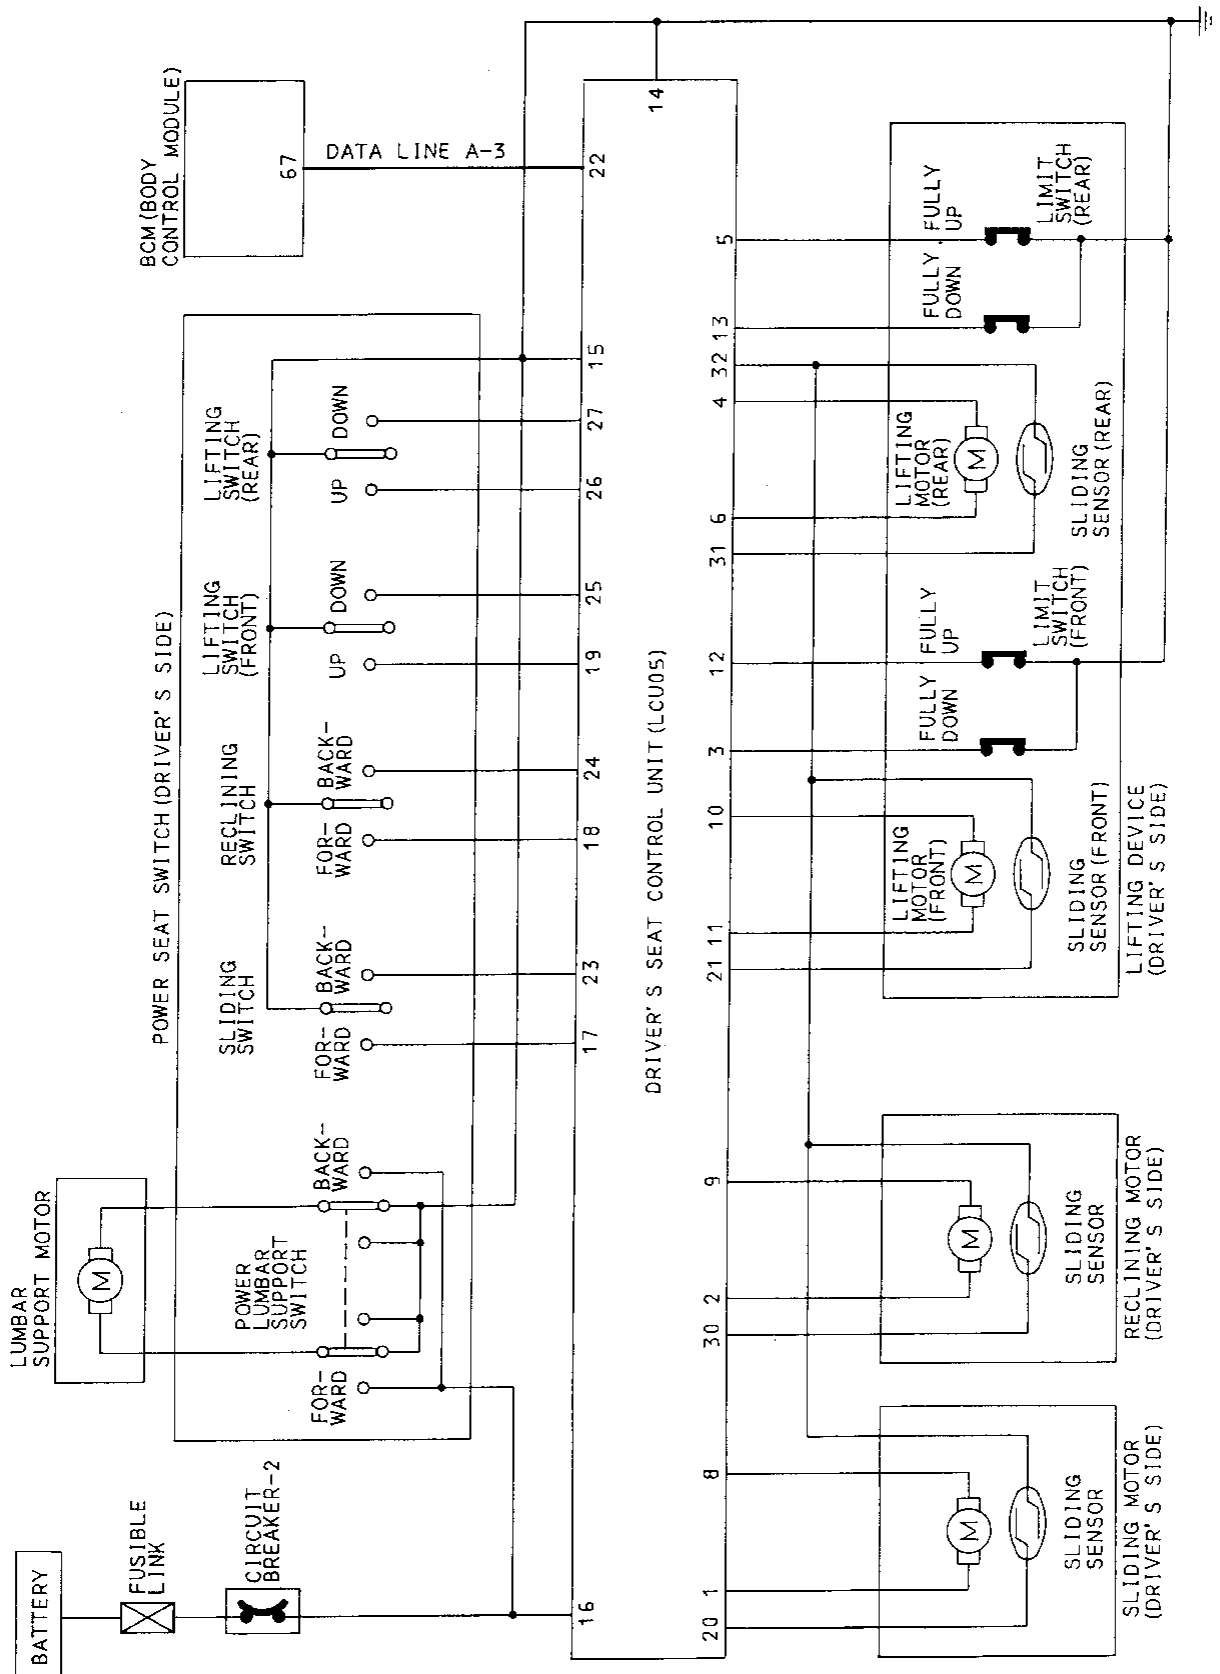 BATTERY
FUSIBLE
LINK
CIRCUIT
BREAKER-2
LUMBAR
SUPPORT MOTOR
M
POWER SEAT SWITCH(DRIVER'S SIDE)
FOR-
WARD
POWER
LUMBAR
SUPPORT
SWITCH
BACK-
WARD
SLIDING
SWITCH
FOR-
WARD
BACK-
WARD
RECLINING
SWITCH
FOR-
WARD
BACK-
WARD
LIFTING
SWITCH
(FRONT)
UP
DOWN
LIFTING
SWITCH
(REAR)
UP
DOWN
BCM(BODY
CONTROL MODULE)
67
DATA LINE A-3
16
17
23
18
24
19
25
26
27
15
22
14
DRIVER'S SEAT CONTROL UNIT(LCU05)
20
1
8
30
2
9
21
11
10
3
12
31
6
4
32
13
5
M
SLIDING
SENSOR
SLIDING MOTOR
(DRIVER'S SIDE)
M
SLIDING
SENSOR
RECLINING MOTOR
(DRIVER'S SIDE)
LIFTING
MOTOR
(FRONT)
M
SLIDING
SENSOR(FRONT)
FULLY
DOWN
FULLY
UP
LIMIT
SWITCH
(FRONT)
LIFTING
MOTOR
(REAR)
M
SLIDING
SENSOR(REAR)
FULLY
DOWN
FULLY
UP
LIMIT
SWITCH
(REAR)
LIFTING DEVICE
(DRIVER'S SIDE)